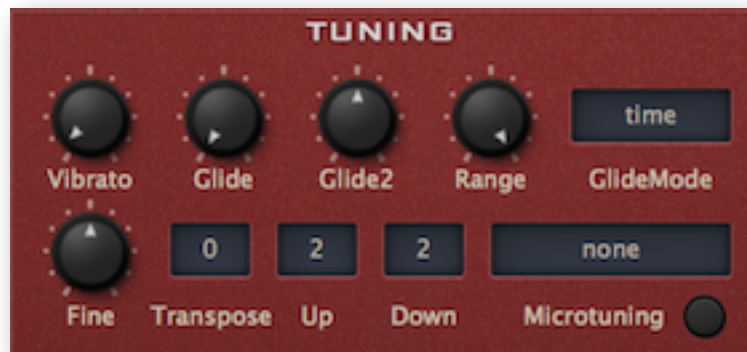 TUNING
time
Vibrato Glide Glide2 Range GlideMode
0 2 2 none
Fine Transpose Up Down Microtuning